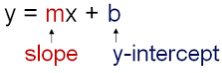 y = mx + b
slope y-intercept